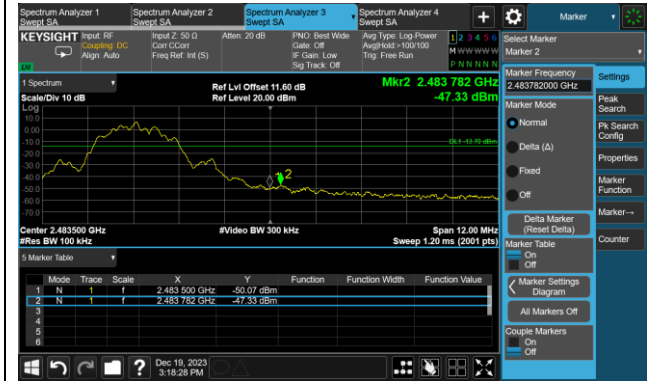 Spectrum Analyzer 1
Swept SA
Spectrum Analyzer 2
Swept SA
Spectrum Analyzer 3
Swept SA
Spectrum Analyzer 4
Swept SA
+
Marker
KEYSIGHT
Input: RF
Coupling: DC
Align: Auto
Input Z: 50 Ω
Corr CCorr
Freq Ref: Int (S)
Atten: 20 dB
PNO: Best Wide
Gate: Off
IF Gain: Low
Sig Track: Off
Avg Type: Log-Power
Avg|Hold:>100/100
Trig: Free Run
1 2 3 4 5 6
M W W W W W
P N N N N N
Select Marker
Marker 2
1 Spectrum
Scale/Div 10 dB
Log
Ref Lvl Offset 11.60 dB
Ref Level 20.00 dBm
Mkr2 2.483 782 GHz
-47.33 dBm
10.0
0.00
-10.0
-20.0
-30.0
-40.0
-50.0
-60.0
-70.0
DL1 -13.70 dBm
2
Center 2.483500 GHz
#Res BW 100 kHz
#Video BW 300 kHz
Span 12.00 MHz
Sweep 1.20 ms (2001 pts)
5 Marker Table
Mode Trace Scale X Y Function Function Width Function Value
1 N 1 f 2.483 500 GHz -50.07 dBm
2 N 1 f 2.483 782 GHz -47.33 dBm
3
4
5
6
Marker Frequency
2.483782000 GHz
Marker Mode
Normal
Delta (Δ)
Fixed
Off
Delta Marker
(Reset Delta)
Marker Table
On
Off
Marker Settings
Diagram
All Markers Off
Couple Markers
On
Off
Settings
Peak
Search
Pk Search
Config
Properties
Marker
Function
Marker→
Counter
?
Dec 19, 2023
3:18:28 PM